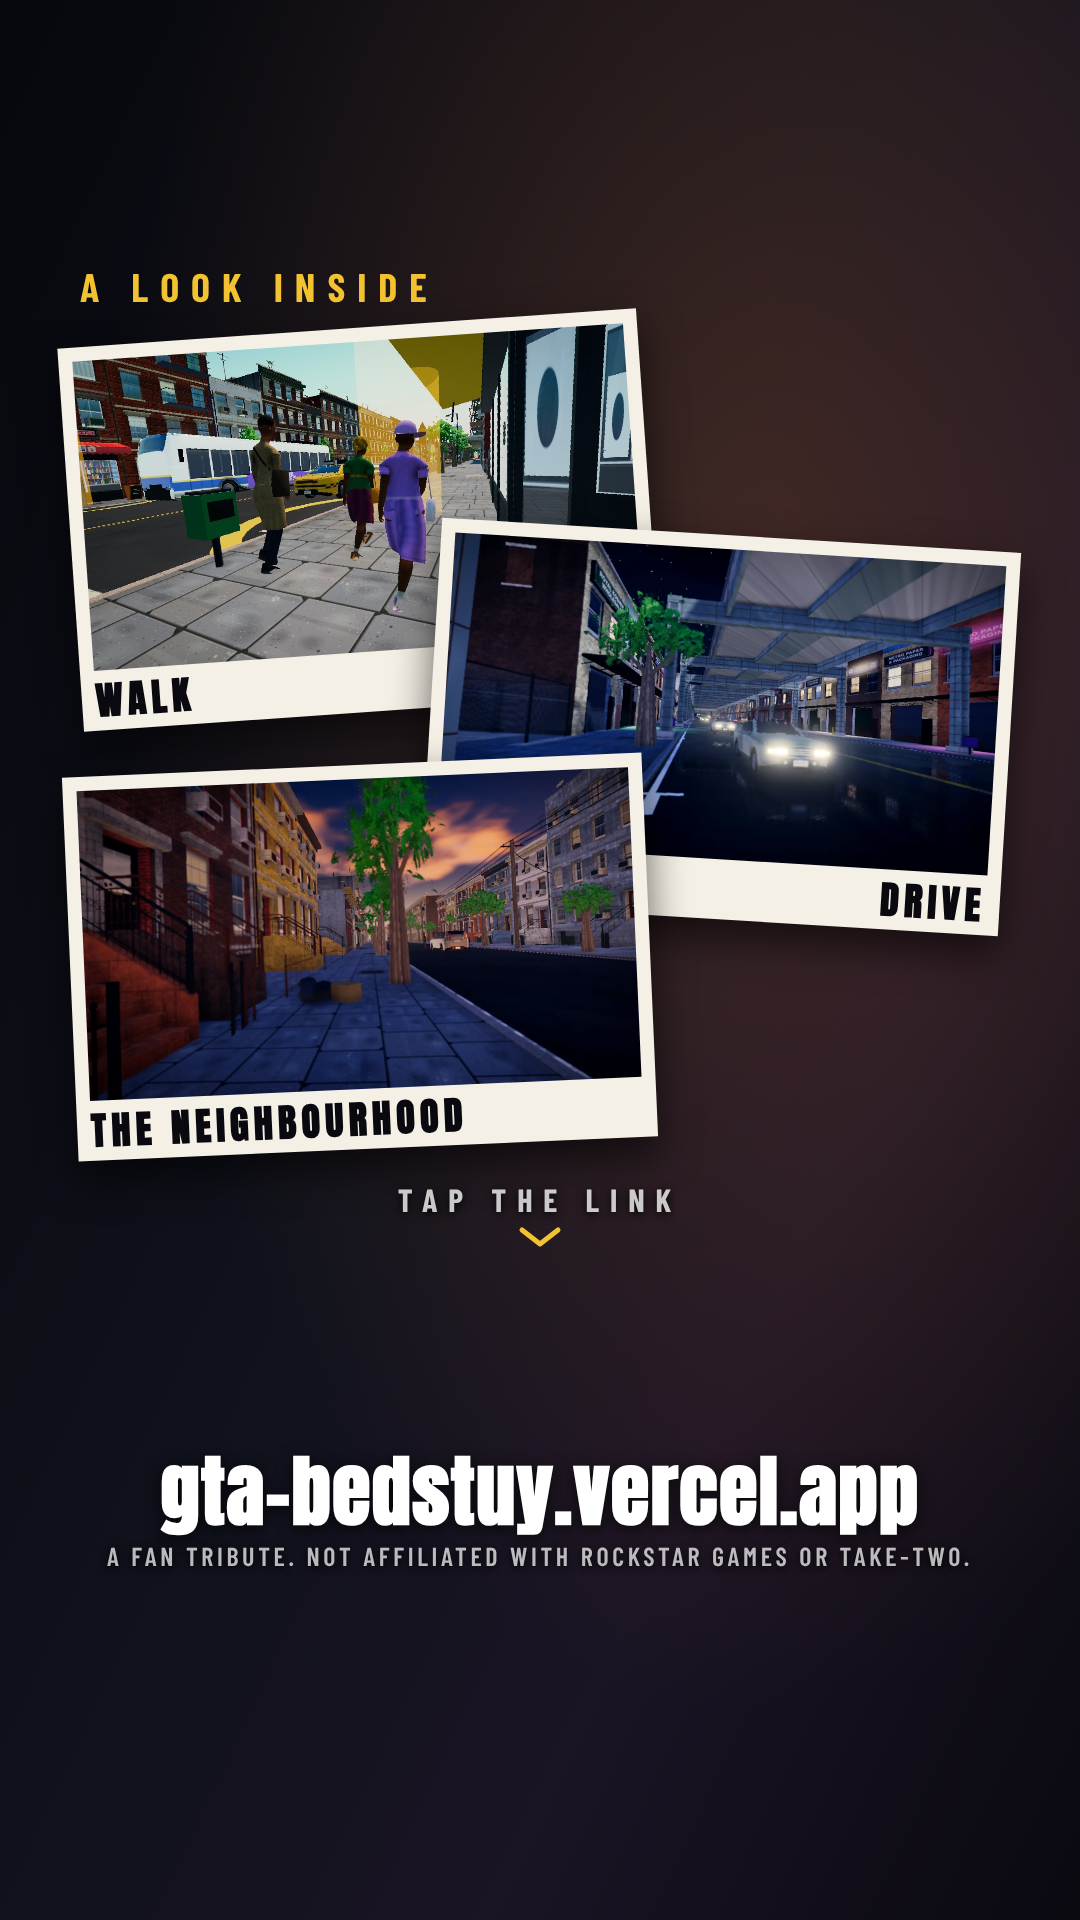 A LOOK INSIDE
WALK
DRIVE
THE NEIGHBOURHOOD
TAP THE LINK
gta-bedstuy.vercel.app
A FAN TRIBUTE. NOT AFFILIATED WITH ROCKSTAR GAMES OR TAKE-TWO.